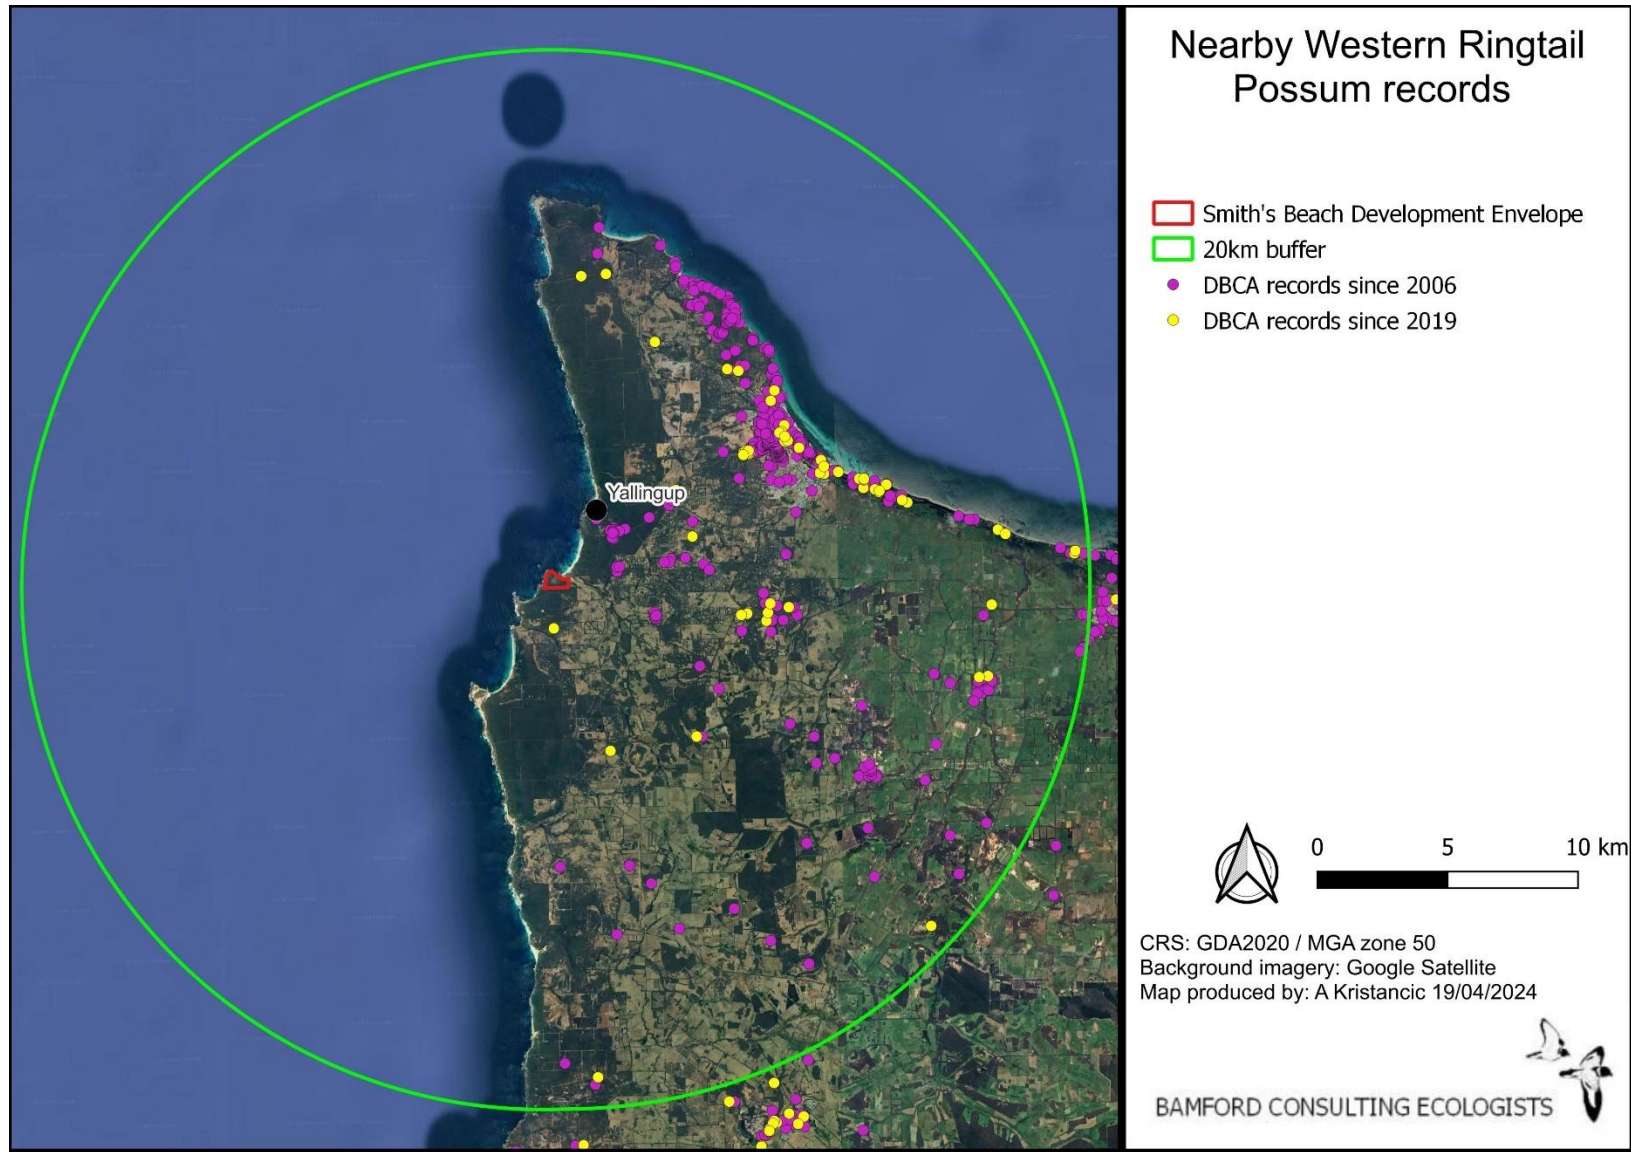 Nearby Western Ringtail
Possum records
Smith's Beach Development Envelope
20km buffer
DBCA records since 2006
DBCA records since 2019
Yallingup
0 5 10 km
CRS: GDA2020 / MGA zone 50
Background imagery: Google Satellite
Map produced by: A Kristancic 19/04/2024
BAMFORD CONSULTING ECOLOGISTS